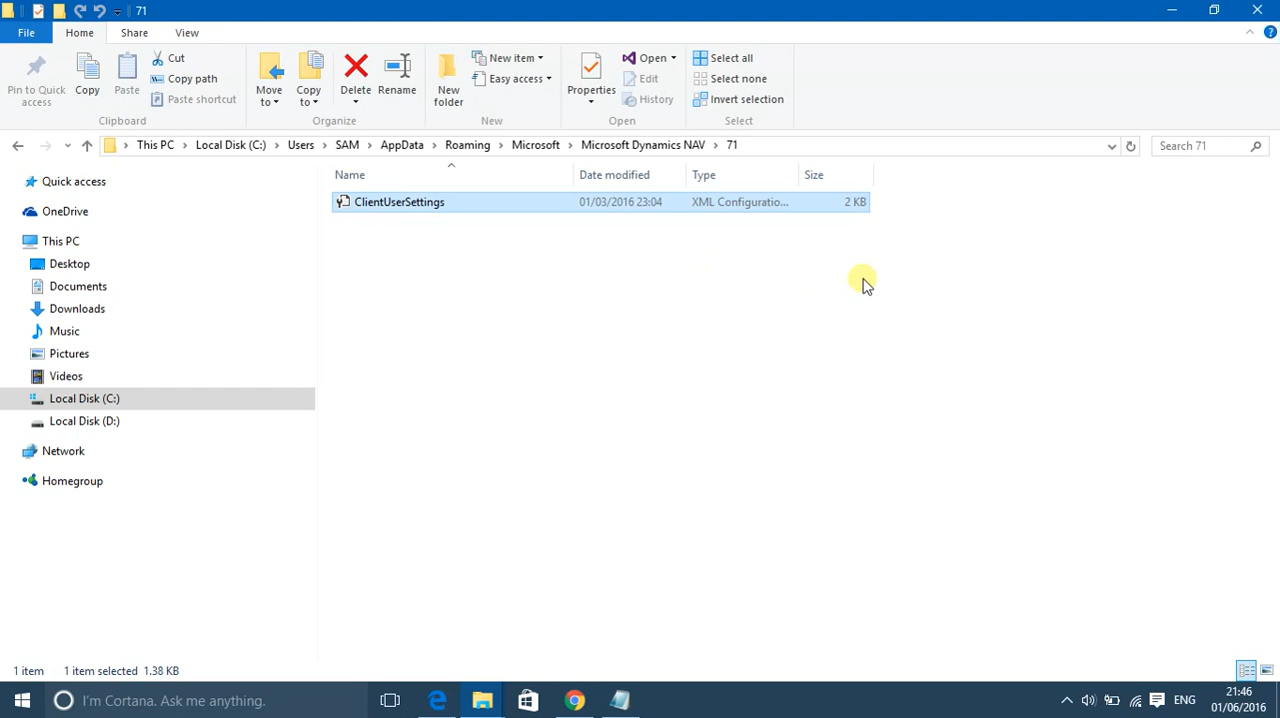 71
File Home Share View
Pin to Quick access
Copy
Paste
Cut
Copy path
Paste shortcut
Clipboard
Move to
Copy to
Delete
Rename
Organize
New folder
New item
Easy access
New
Properties
Open
Edit
History
Open
Select all
Select none
Invert selection
Select
This PC > Local Disk (C:) > Users > SAM > AppData > Roaming > Microsoft > Microsoft Dynamics NAV > 71
Search 71
Name Date modified Type Size
ClientUserSettings 01/03/2016 23:04 XML Configuratio... 2 KB
Quick access
OneDrive
This PC
Desktop
Documents
Downloads
Music
Pictures
Videos
Local Disk (C:)
Local Disk (D:)
Network
Homegroup
1 item 1 item selected 1.38 KB
I'm Cortana. Ask me anything.
ENG
21:46
01/06/2016